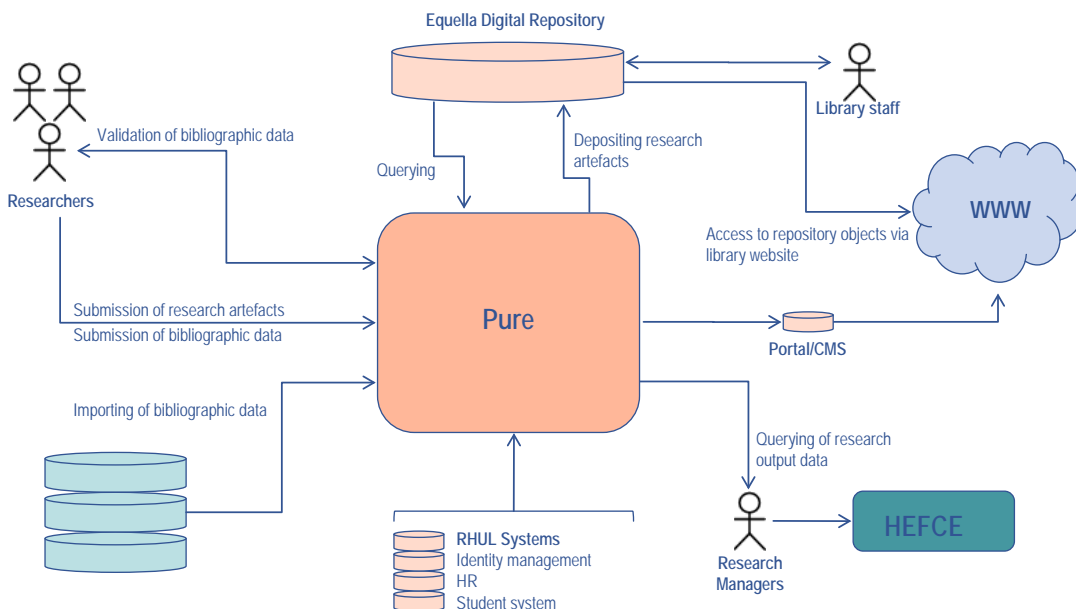 Equella Digital Repository
Library staff
Validation of bibliographic data
Depositing research
artefacts
Querying
Researchers
WWW
Access to repository objects via
library website
Submission of research artefacts
Submission of bibliographic data
Pure
Portal/CMS
Importing of bibliographic data
Querying of research
output data
HEFCE
RHUL Systems
Identity management
HR
Student system
Research
Managers